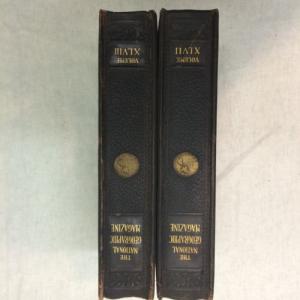 THE
NATIONAL
GEOGRAPHIC
MAGAZINE
VOLUME
XLVII
THE
NATIONAL
GEOGRAPHIC
MAGAZINE
VOLUME
XLVIII